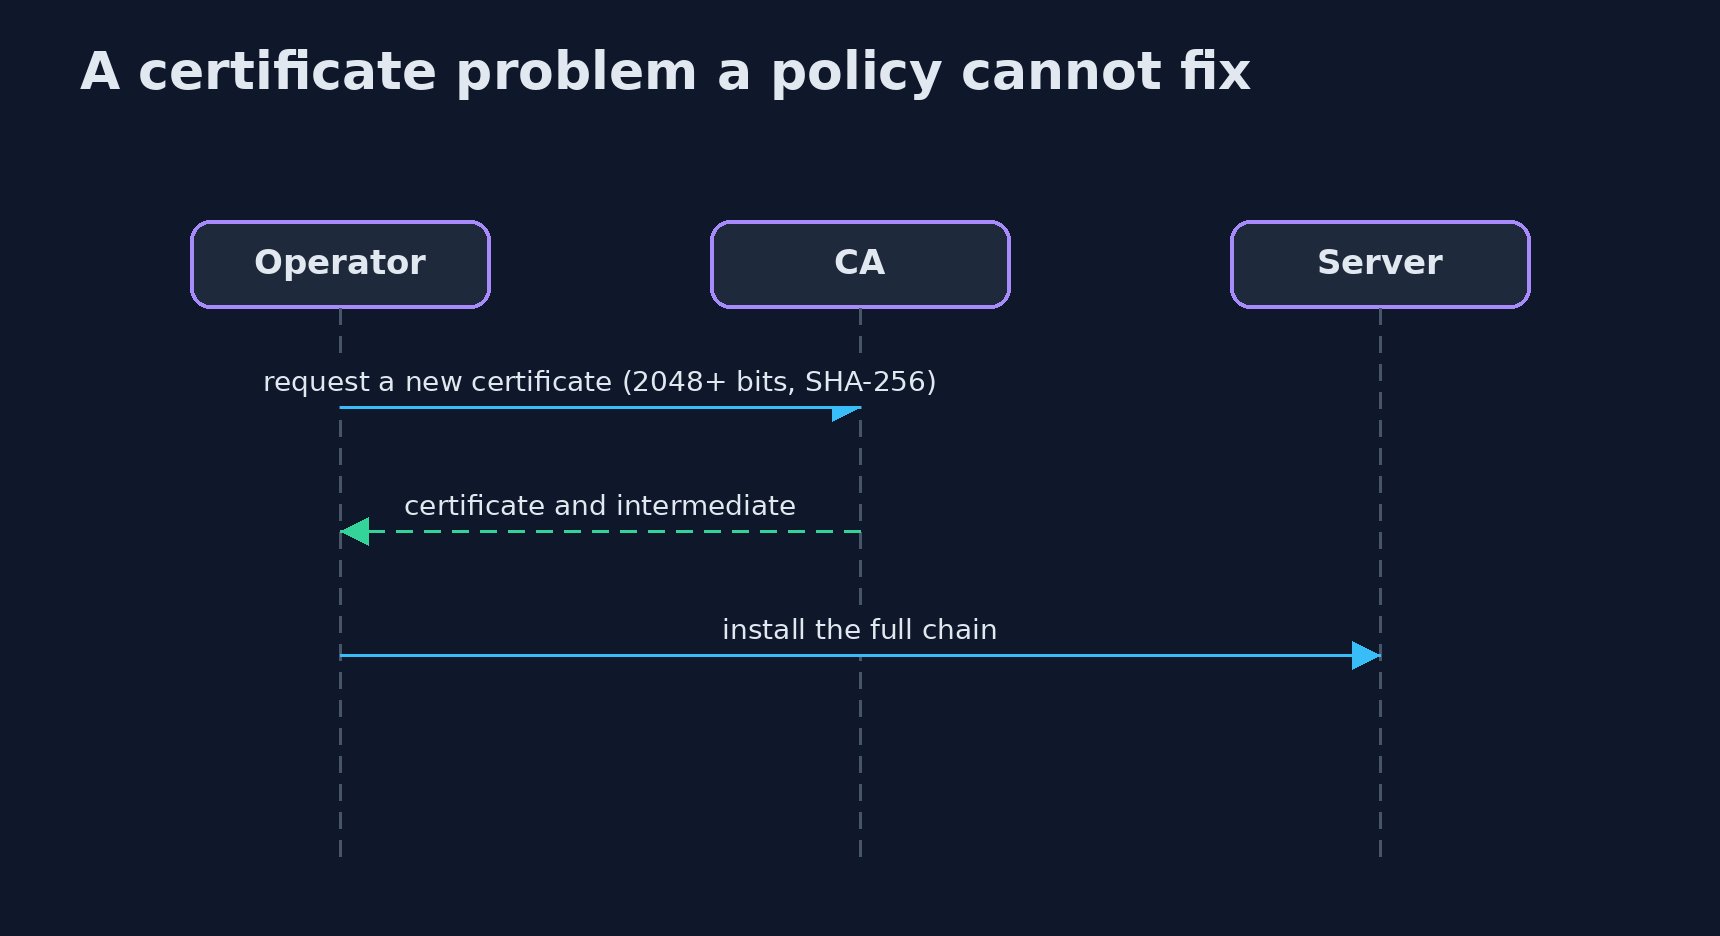 A certificate problem a policy cannot fix
Operator
CA
Server
request a new certificate (2048+ bits, SHA-256)
certificate and intermediate
install the full chain